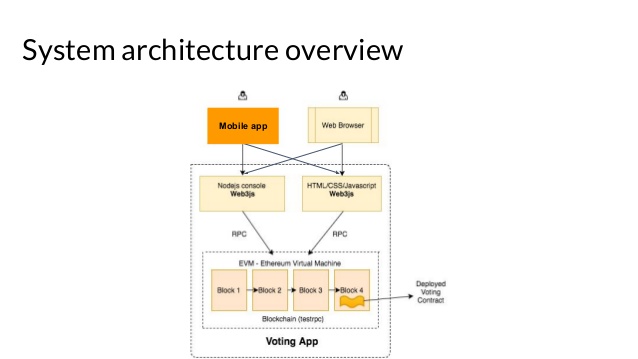 System architecture overview
Mobile app
Web Browser
Nodejs console
Web3js
HTML/CSS/Javascript
Web3js
RPC
RPC
EVM - Ethereum Virtual Machine
Block 1
Block 2
Block 3
Block 4
Deployed
Voting
Contract
Blockchain (testrpc)
Voting App